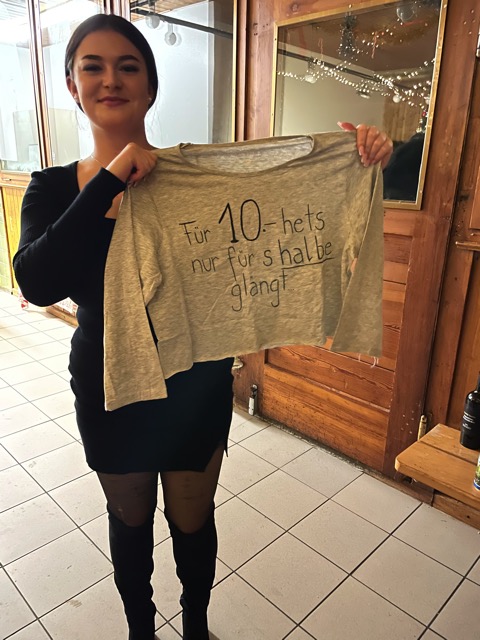 Für 10.- hets
nur für s halbe
glängt